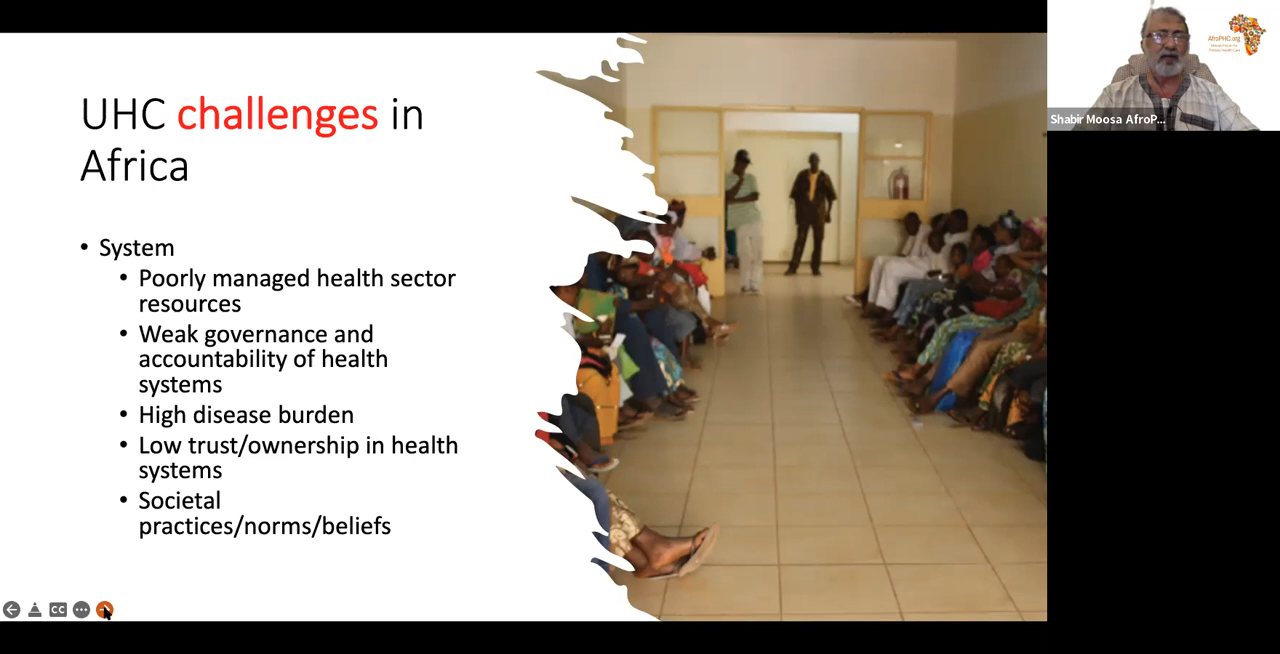 UHC challenges in
Africa
• System
• Poorly managed health sector
resources
• Weak governance and
accountability of health
systems
• High disease burden
• Low trust/ownership in health
systems
• Societal
practices/norms/beliefs
CC
AfroPHC.org
Shabir Moosa AfroP...